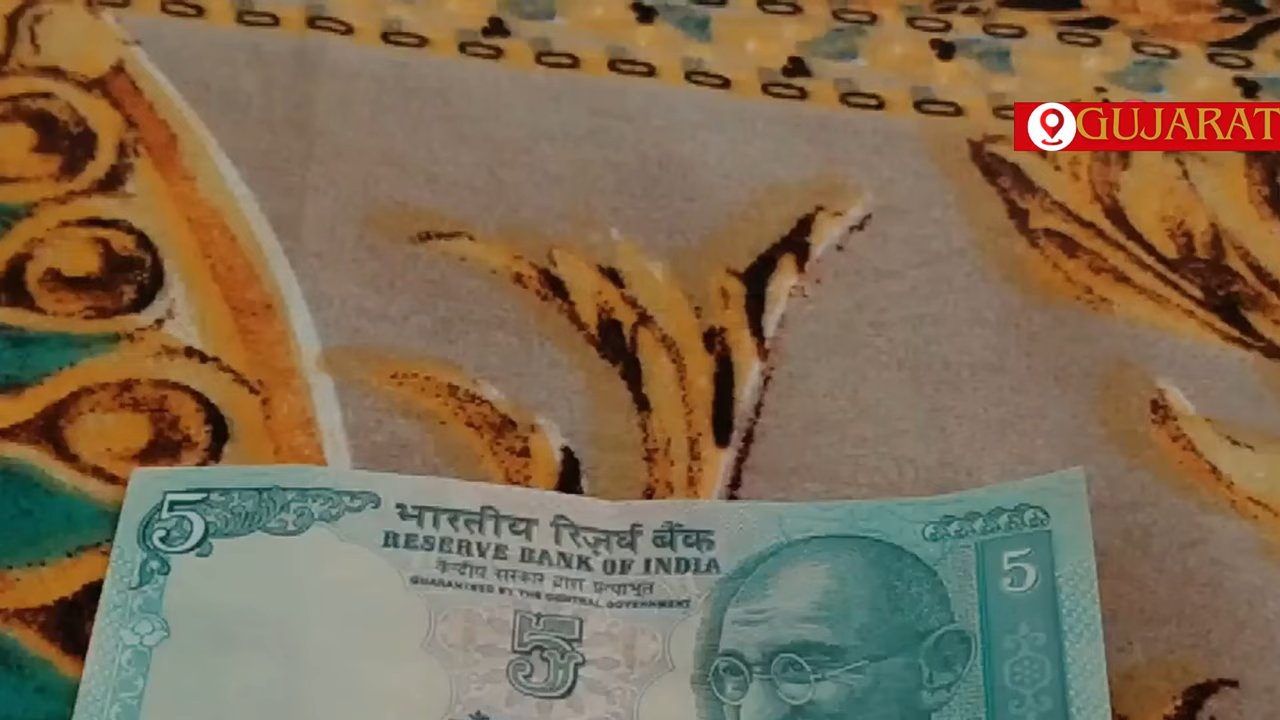 GUJARAT
5
भारतीय रिज़र्व बैंक
RESERVE BANK OF INDIA
केन्द्रीय सरकार द्वारा प्रत्याभूत
GUARANTEED BY THE CENTRAL GOVERNMENT
5
5